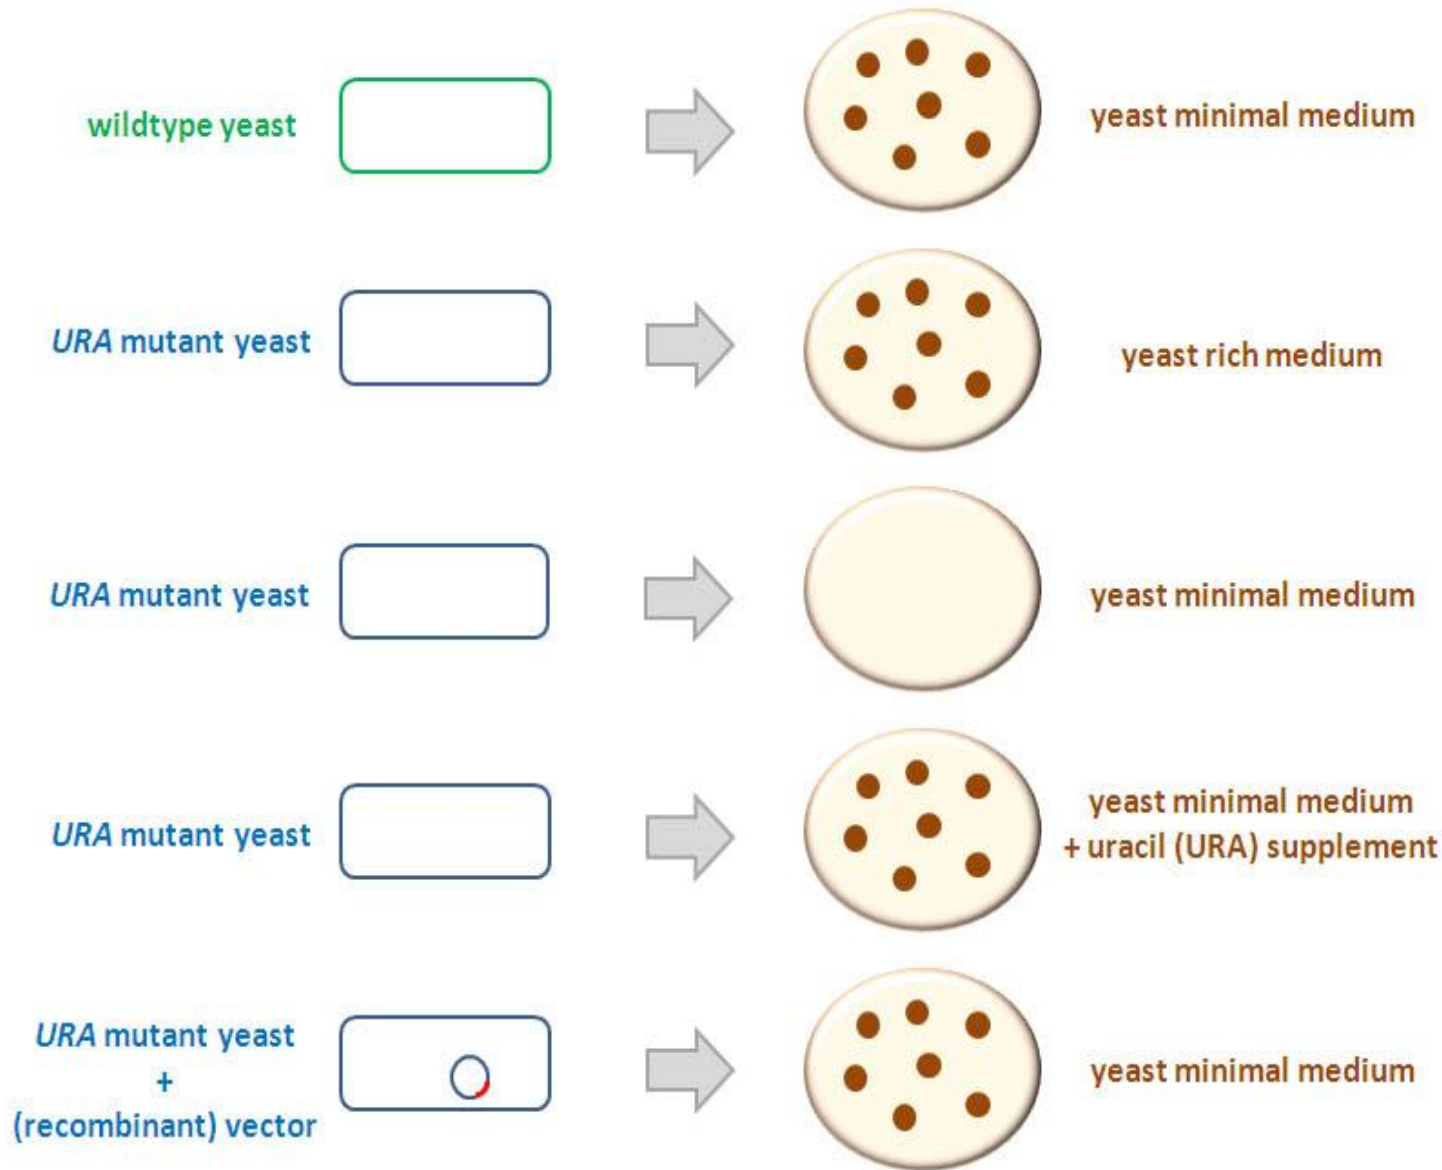 wildtype yeast
yeast minimal medium
URA mutant yeast
yeast rich medium
URA mutant yeast
yeast minimal medium
URA mutant yeast
yeast minimal medium
+ uracil (URA) supplement
URA mutant yeast
+
(recombinant) vector
yeast minimal medium